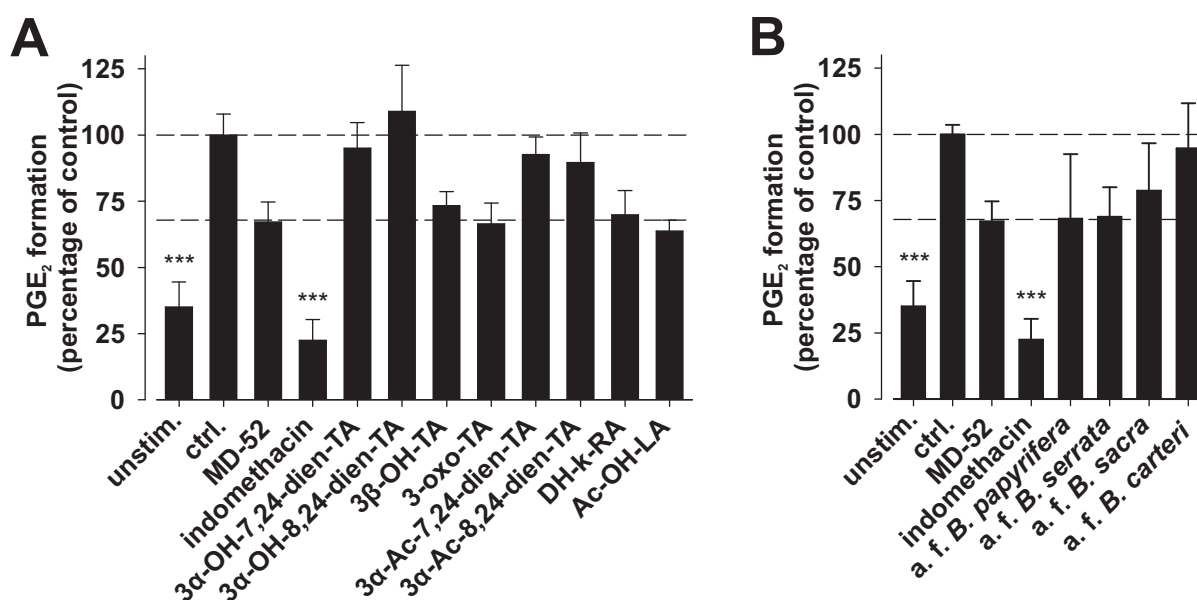 A
PGE₂ formation
(percentage of control)
125
100
75
50
25
0
***
***
unstim.
ctrl.
MD-52
indomethacin
3α-OH-7,24-dien-TA
3α-OH-8,24-dien-TA
3β-OH-TA
3-oxo-TA
3α-Ac-7,24-dien-TA
3α-Ac-8,24-dien-TA
DH-k-RA
Ac-OH-LA
B
PGE₂ formation
(percentage of control)
125
100
75
50
25
0
***
***
unstim.
ctrl.
MD-52
indomethacin
a. f. B. papyrifera
a. f. B. serrata
a. f. B. sacra
a. f. B. carteri